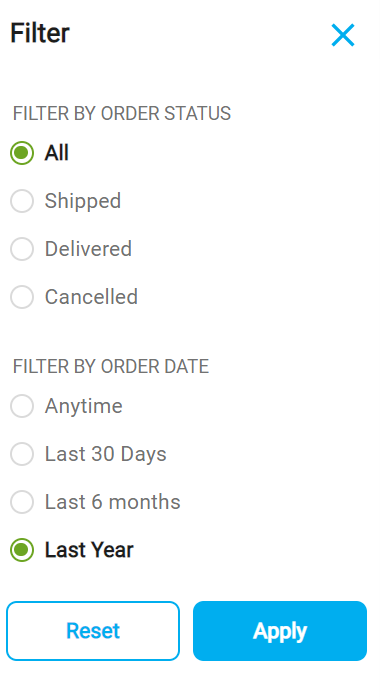 Filter
FILTER BY ORDER STATUS
All
Shipped
Delivered
Cancelled
FILTER BY ORDER DATE
Anytime
Last 30 Days
Last 6 months
Last Year
Reset Apply